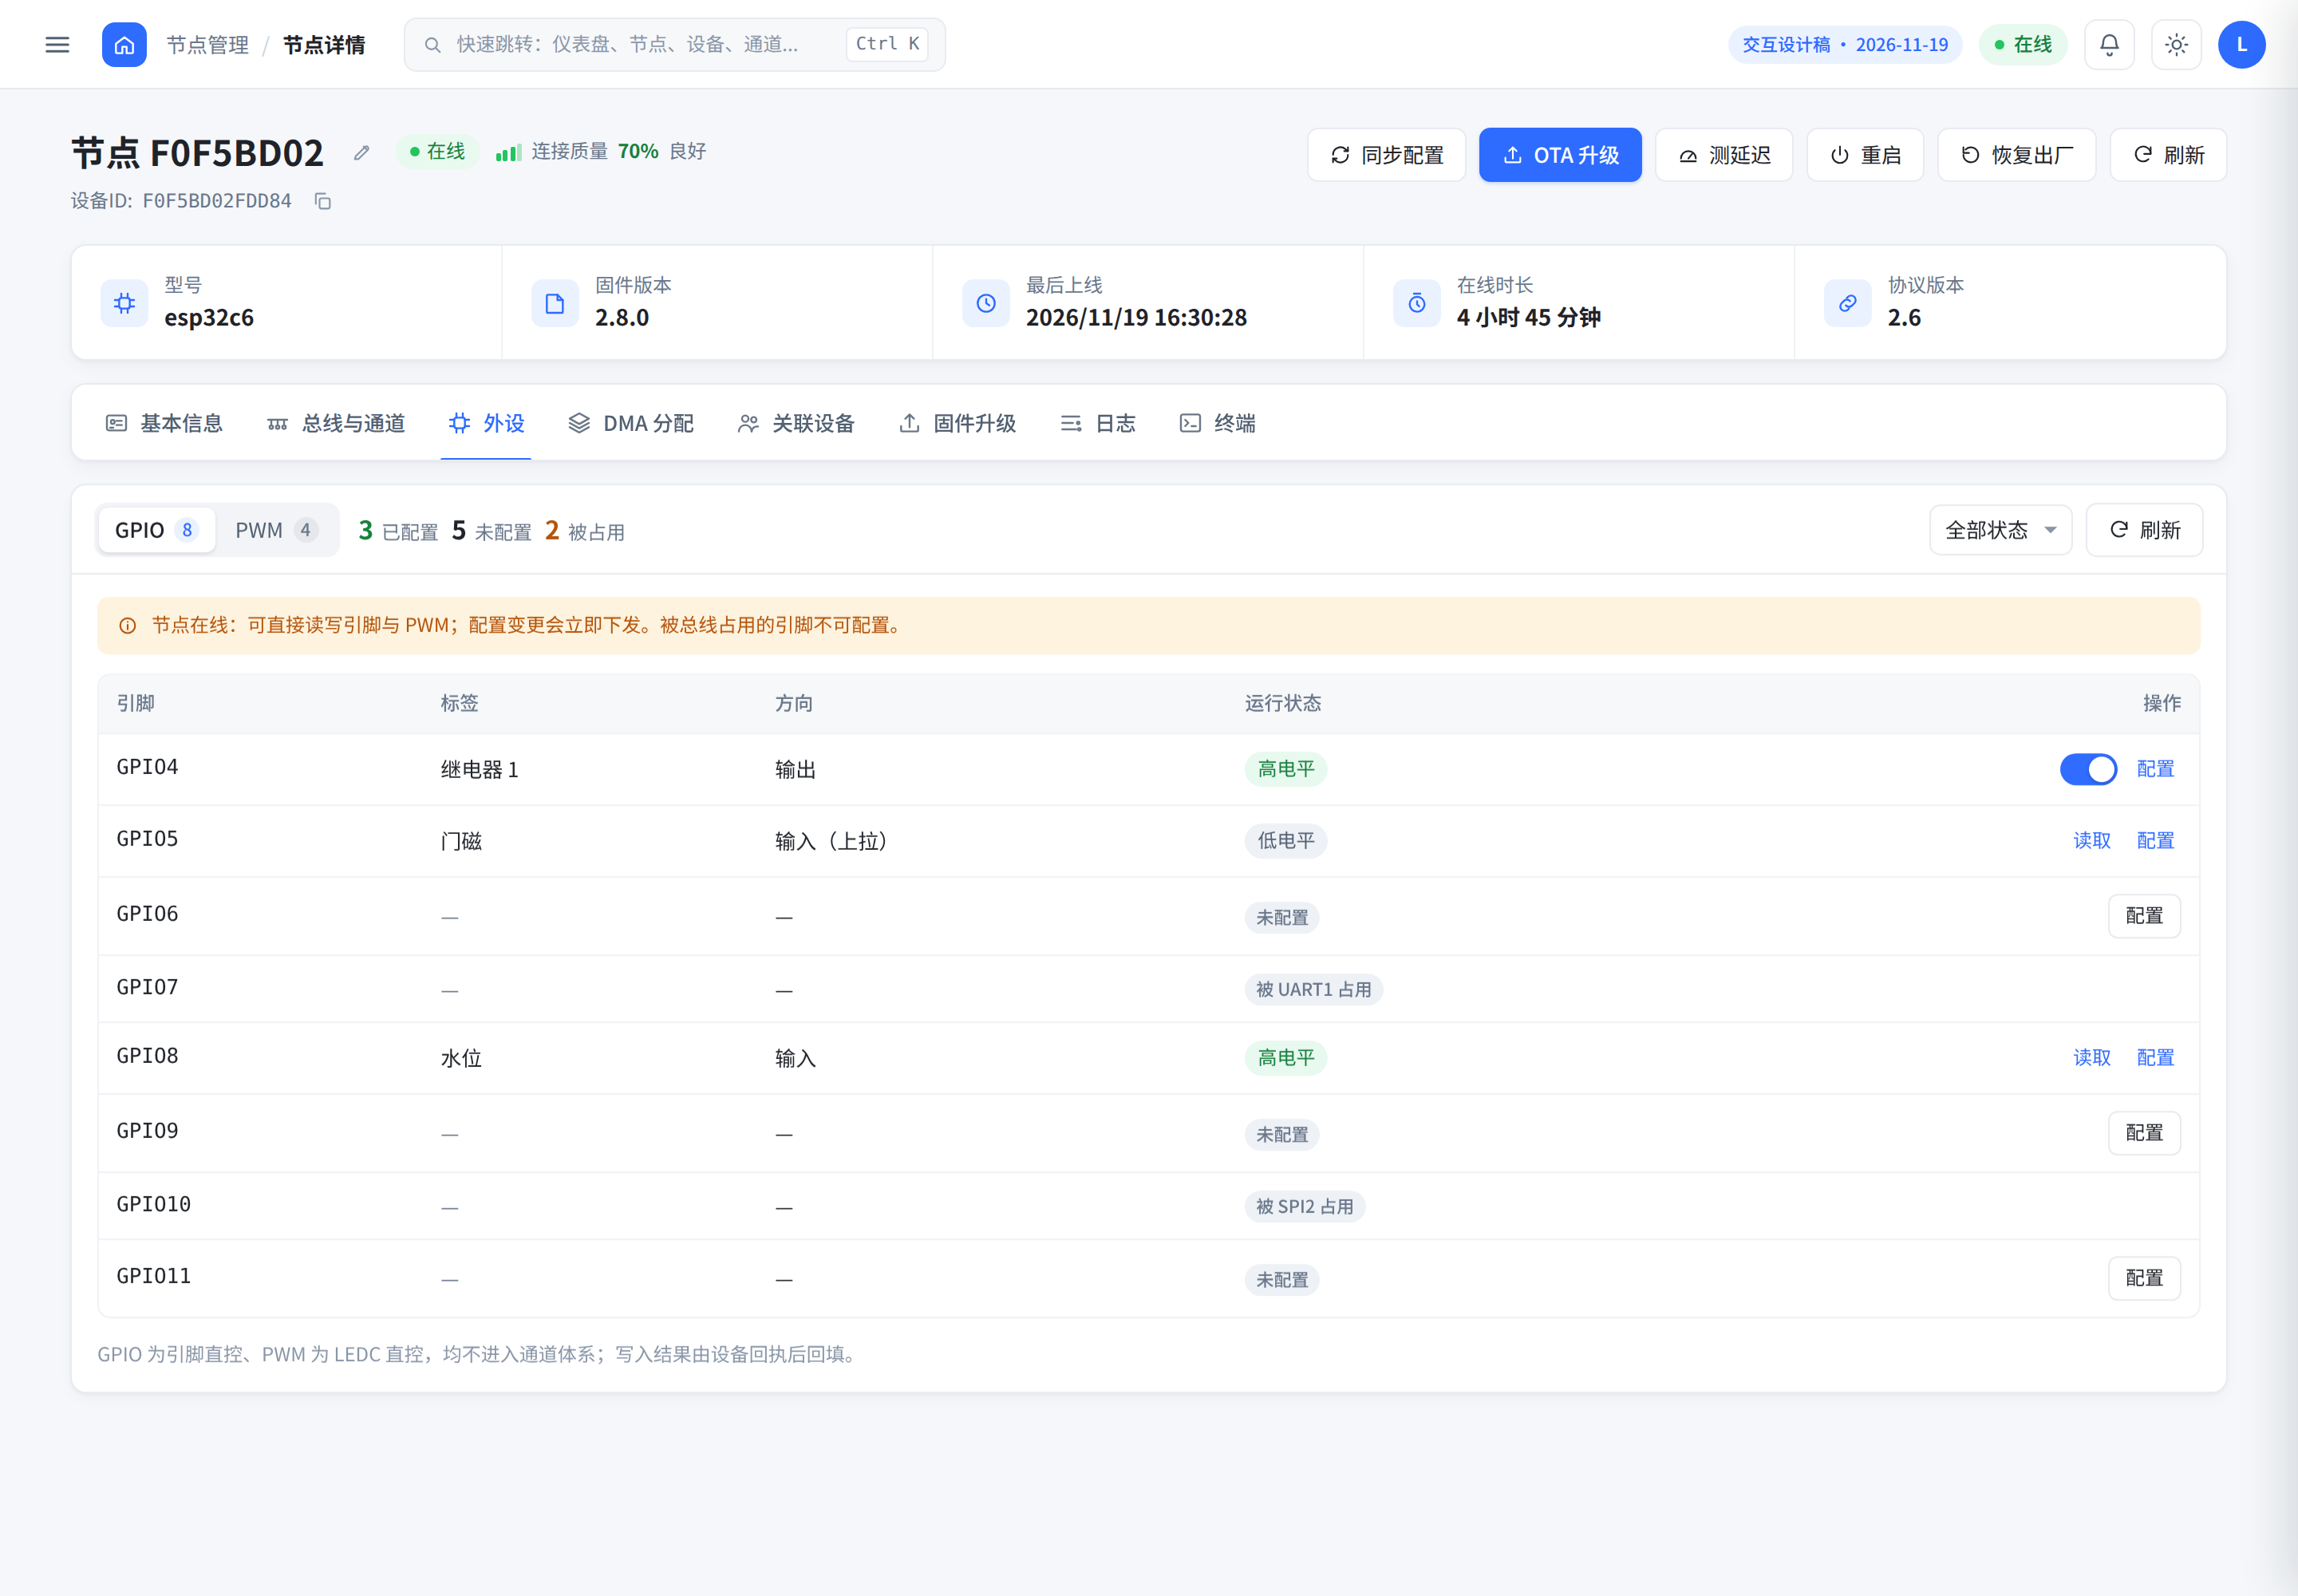 节点管理 / 节点详情
快速跳转：仪表盘、节点、设备、通道... Ctrl K
交互设计稿 · 2026-11-19
在线
L
节点 F0F5BD02
在线
连接质量 70% 良好
同步配置
OTA 升级
测延迟
重启
恢复出厂
刷新
设备ID: F0F5BD02FDD84
型号
esp32c6
固件版本
2.8.0
最后上线
2026/11/19 16:30:28
在线时长
4 小时 45 分钟
协议版本
2.6
基本信息
总线与通道
外设
DMA 分配
关联设备
固件升级
日志
终端
GPIO 8
PWM 4
3 已配置 5 未配置 2 被占用
全部状态
刷新
节点在线：可直接读写引脚与 PWM；配置变更会立即下发。被总线占用的引脚不可配置。
引脚 标签 方向 运行状态 操作
GPIO4 继电器 1 输出 高电平 配置
GPIO5 门磁 输入（上拉） 低电平 读取 配置
GPIO6 — — 未配置 配置
GPIO7 — — 被 UART1 占用
GPIO8 水位 输入 高电平 读取 配置
GPIO9 — — 未配置 配置
GPIO10 — — 被 SPI2 占用
GPIO11 — — 未配置 配置
GPIO 为引脚直控、PWM 为 LEDC 直控，均不进入通道体系；写入结果由设备回执后回填。